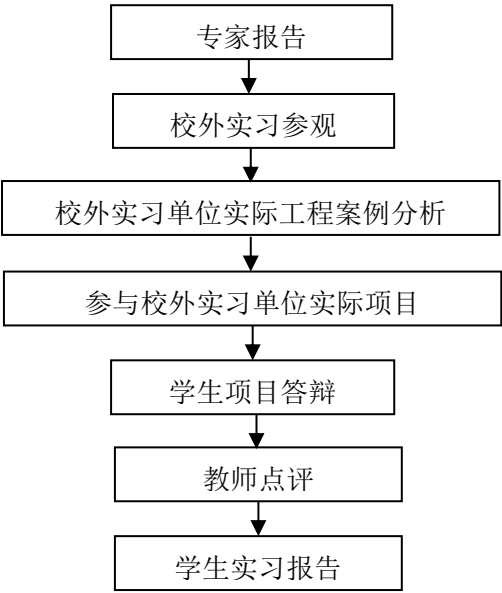 专家报告
校外实习参观
校外实习单位实际工程案例分析
参与校外实习单位实际项目
学生项目答辩
教师点评
学生实习报告